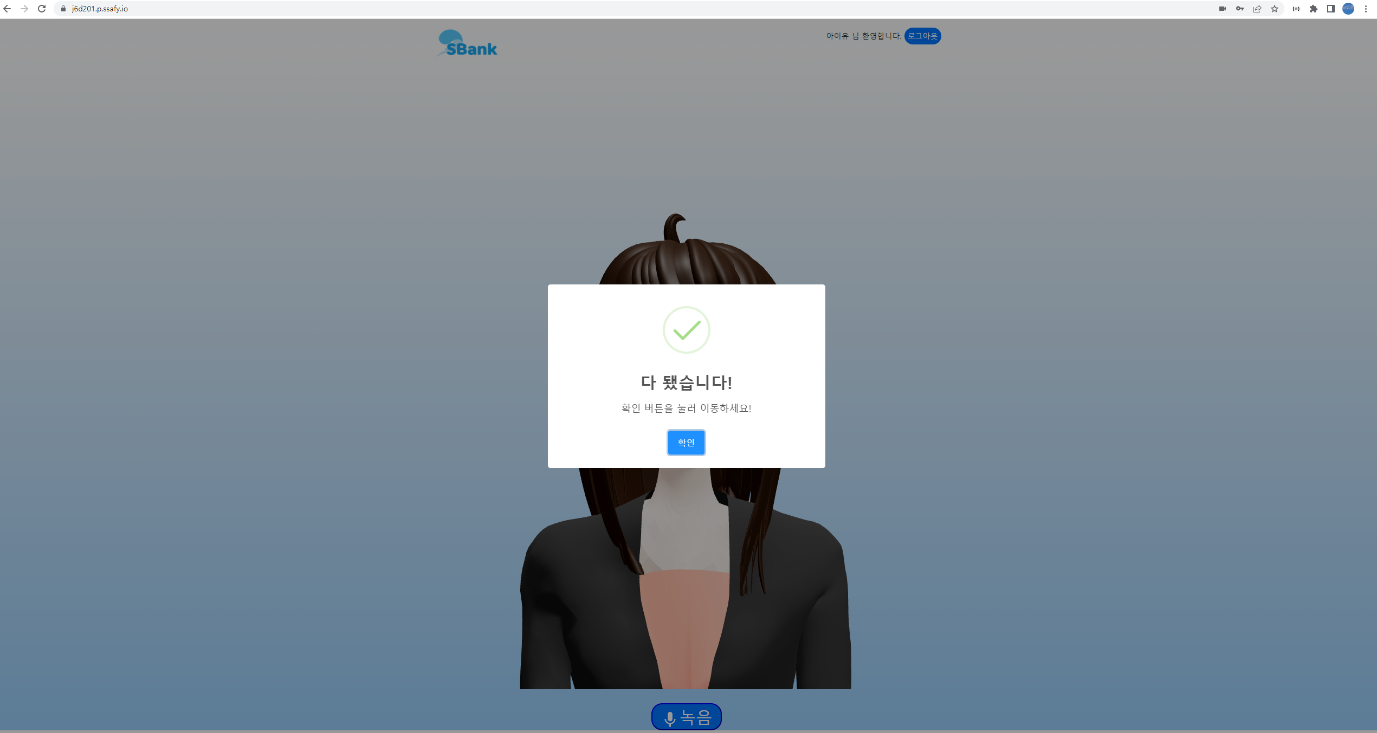 j6d201.p.ssafy.io
SBank
아이유 님 환영합니다. 로그아웃
다 됐습니다!
확인 버튼을 눌러 이동하세요!
확인
녹음